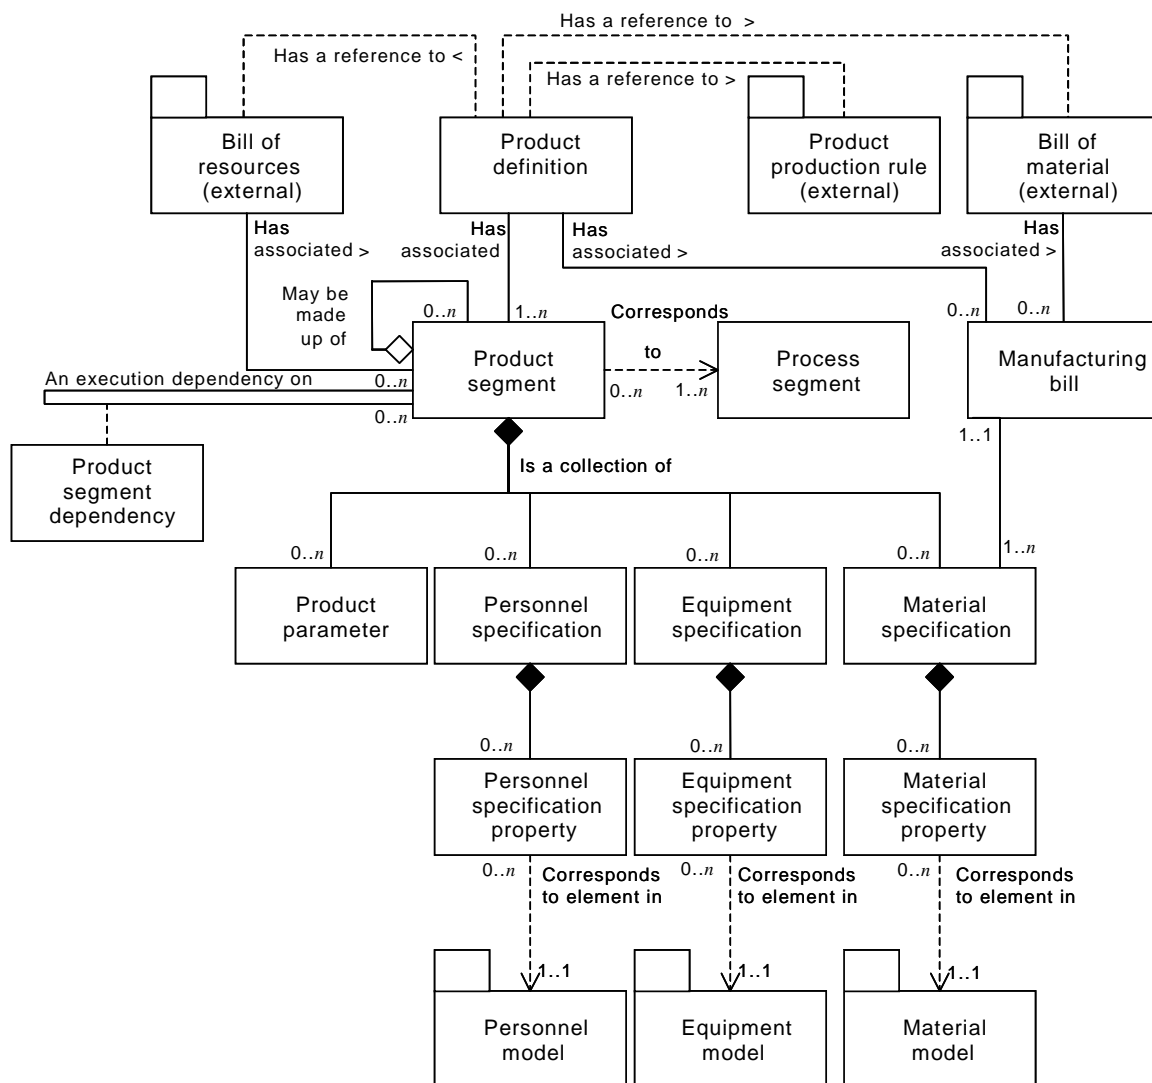 Has a reference to >
Has a reference to <
Has a reference to >
Bill of
resources
(external)
Product
definition
Product
production rule
(external)
Bill of
material
(external)
Has
associated >
Has
associated
Has
associated >
Has
associated >
May be
made
up of
0..n
1..n
Corresponds
to
0..n
1..n
0..n
0..n
Product
segment
Process
segment
Manufacturing
bill
An execution dependency on
0..n
0..n
1..1
Product
segment
dependency
Is a collection of
0..n
0..n
0..n
0..n
1..n
Product
parameter
Personnel
specification
Equipment
specification
Material
specification
0..n
0..n
0..n
Personnel
specification
property
Equipment
specification
property
Material
specification
property
0..n
Corresponds
to element in
0..n
Corresponds
to element in
0..n
Corresponds
to element in
1..1
1..1
1..1
Personnel
model
Equipment
model
Material
model